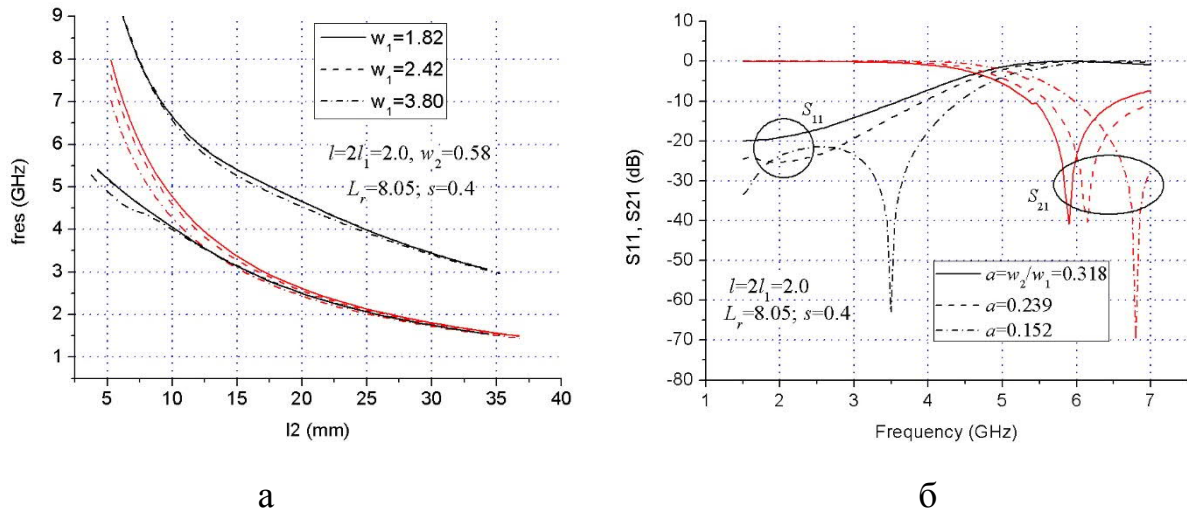 9
8
7
6
5
4
3
2
1
fres (GHz)
w₁=1.82
w₁=2.42
w₁=3.80
l=2l₁=2.0, w₂=0.58
Lᵣ=8.05; s=0.4
5 10 15 20 25 30 35 40
l2 (mm)
а
10
0
-10
-20
-30
-40
-50
-60
-70
-80
S11, S21 (dB)
S₁₁
S₂₁
l=2l₁=2.0
Lᵣ=8.05; s=0.4
a=w₂/w₁=0.318
a=0.239
a=0.152
1 2 3 4 5 6 7
Frequency (GHz)
б